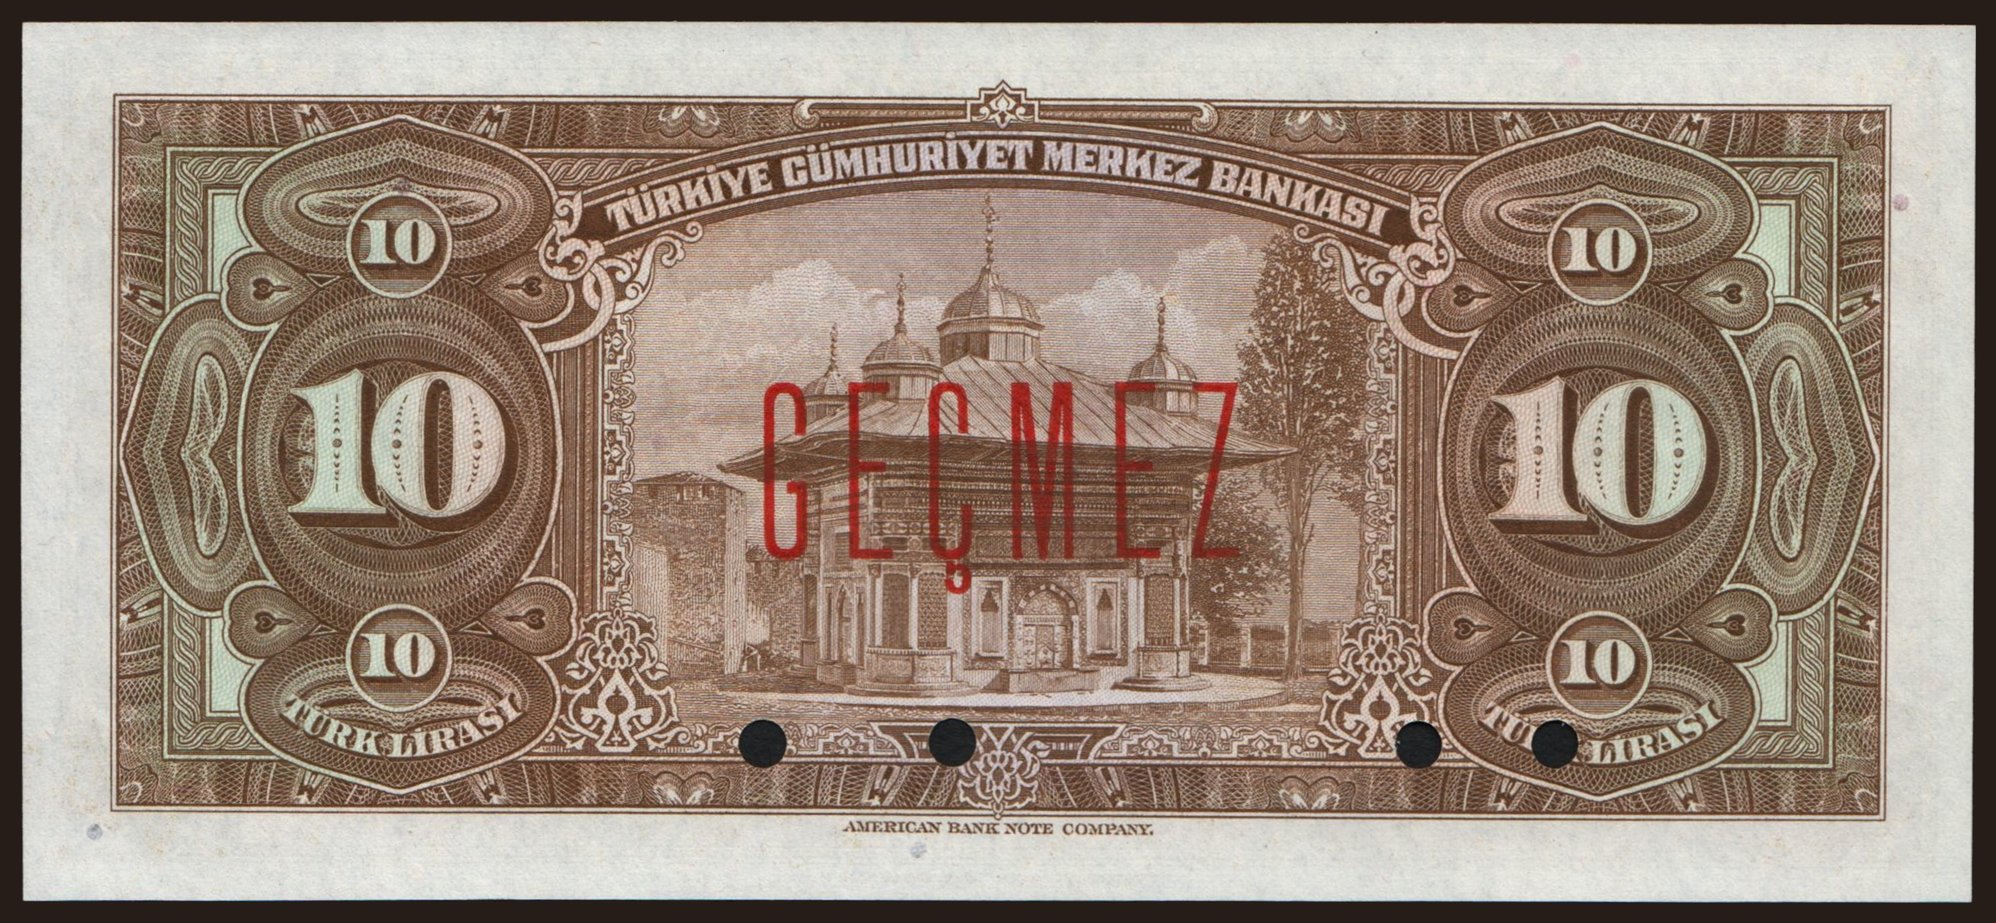 TÜRKİYE CÜMHURİYET MERKEZ BANKASI
10
10
10
10
GEÇMEZ
10
10
TÜRK LİRASI
TÜ LİRASI
AMERICAN BANK NOTE COMPANY.